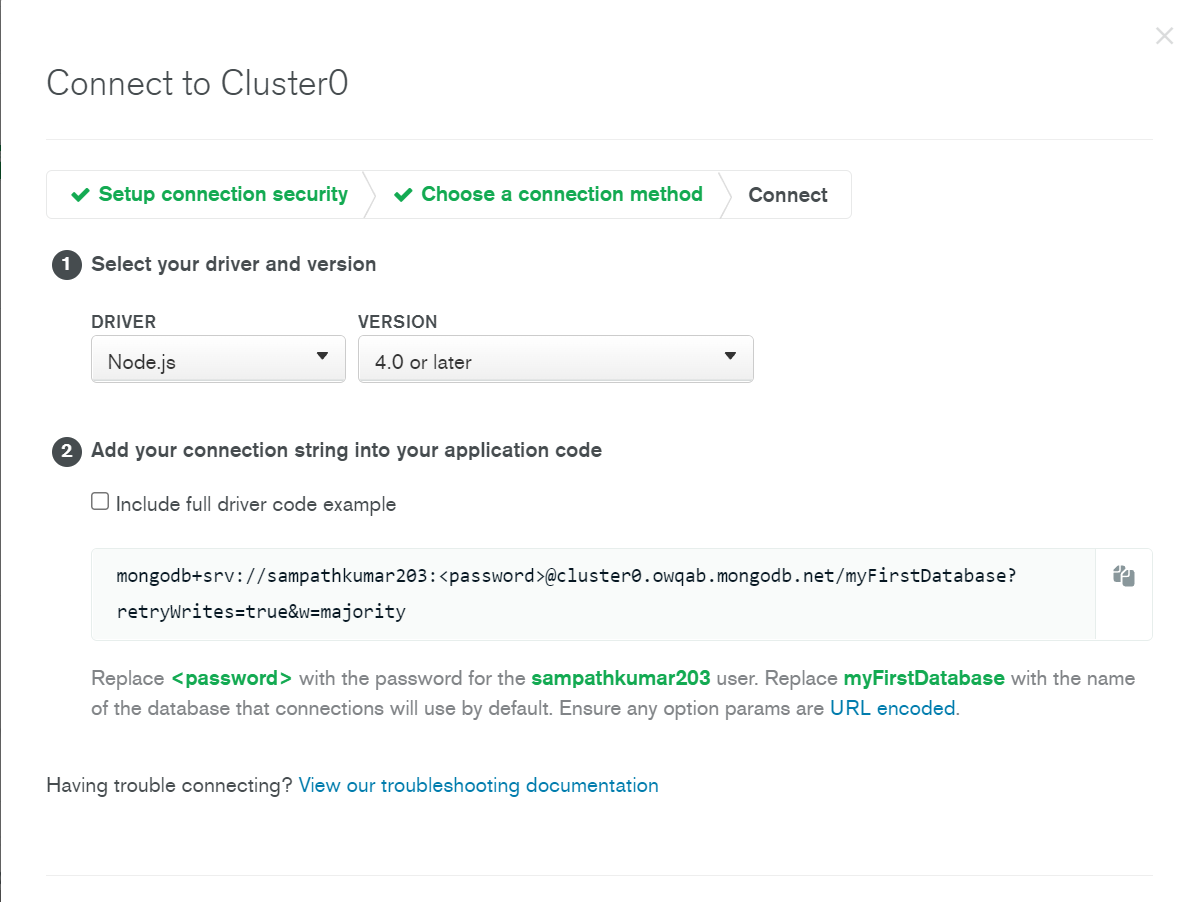 Connect to Cluster0
Setup connection security
Choose a connection method
Connect
1 Select your driver and version
DRIVER
VERSION
Node.js
4.0 or later
2 Add your connection string into your application code
Include full driver code example
mongodb+srv://sampathkumar203:<password>@cluster0.owqab.mongodb.net/myFirstDatabase?
retryWrites=true&w=majority
Replace <password> with the password for the sampathkumar203 user. Replace myFirstDatabase with the name
of the database that connections will use by default. Ensure any option params are URL encoded.
Having trouble connecting? View our troubleshooting documentation